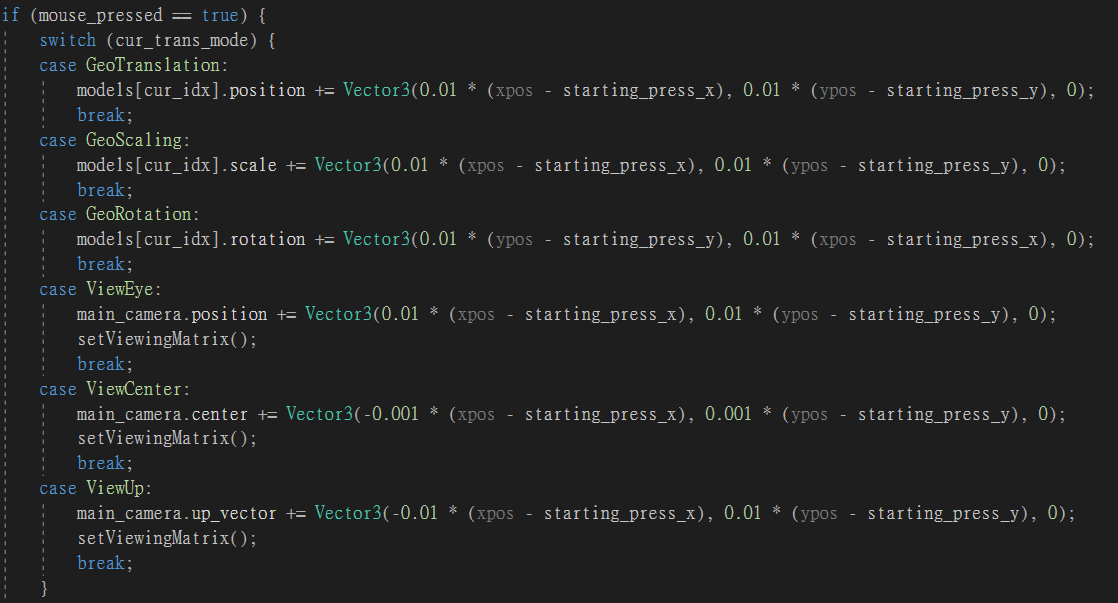 if (mouse_pressed == true) {
    switch (cur_trans_mode) {
    case GeoTranslation:
        models[cur_idx].position += Vector3(0.01 * (xpos - starting_press_x), 0.01 * (ypos - starting_press_y), 0);
        break;
    case GeoScaling:
        models[cur_idx].scale += Vector3(0.01 * (xpos - starting_press_x), 0.01 * (ypos - starting_press_y), 0);
        break;
    case GeoRotation:
        models[cur_idx].rotation += Vector3(0.01 * (ypos - starting_press_y), 0.01 * (xpos - starting_press_x), 0);
        break;
    case ViewEye:
        main_camera.position += Vector3(0.01 * (xpos - starting_press_x), 0.01 * (ypos - starting_press_y), 0);
        setViewingMatrix();
        break;
    case ViewCenter:
        main_camera.center += Vector3(-0.001 * (xpos - starting_press_x), 0.001 * (ypos - starting_press_y), 0);
        setViewingMatrix();
        break;
    case ViewUp:
        main_camera.up_vector += Vector3(-0.01 * (xpos - starting_press_x), 0.01 * (ypos - starting_press_y), 0);
        setViewingMatrix();
        break;
    }